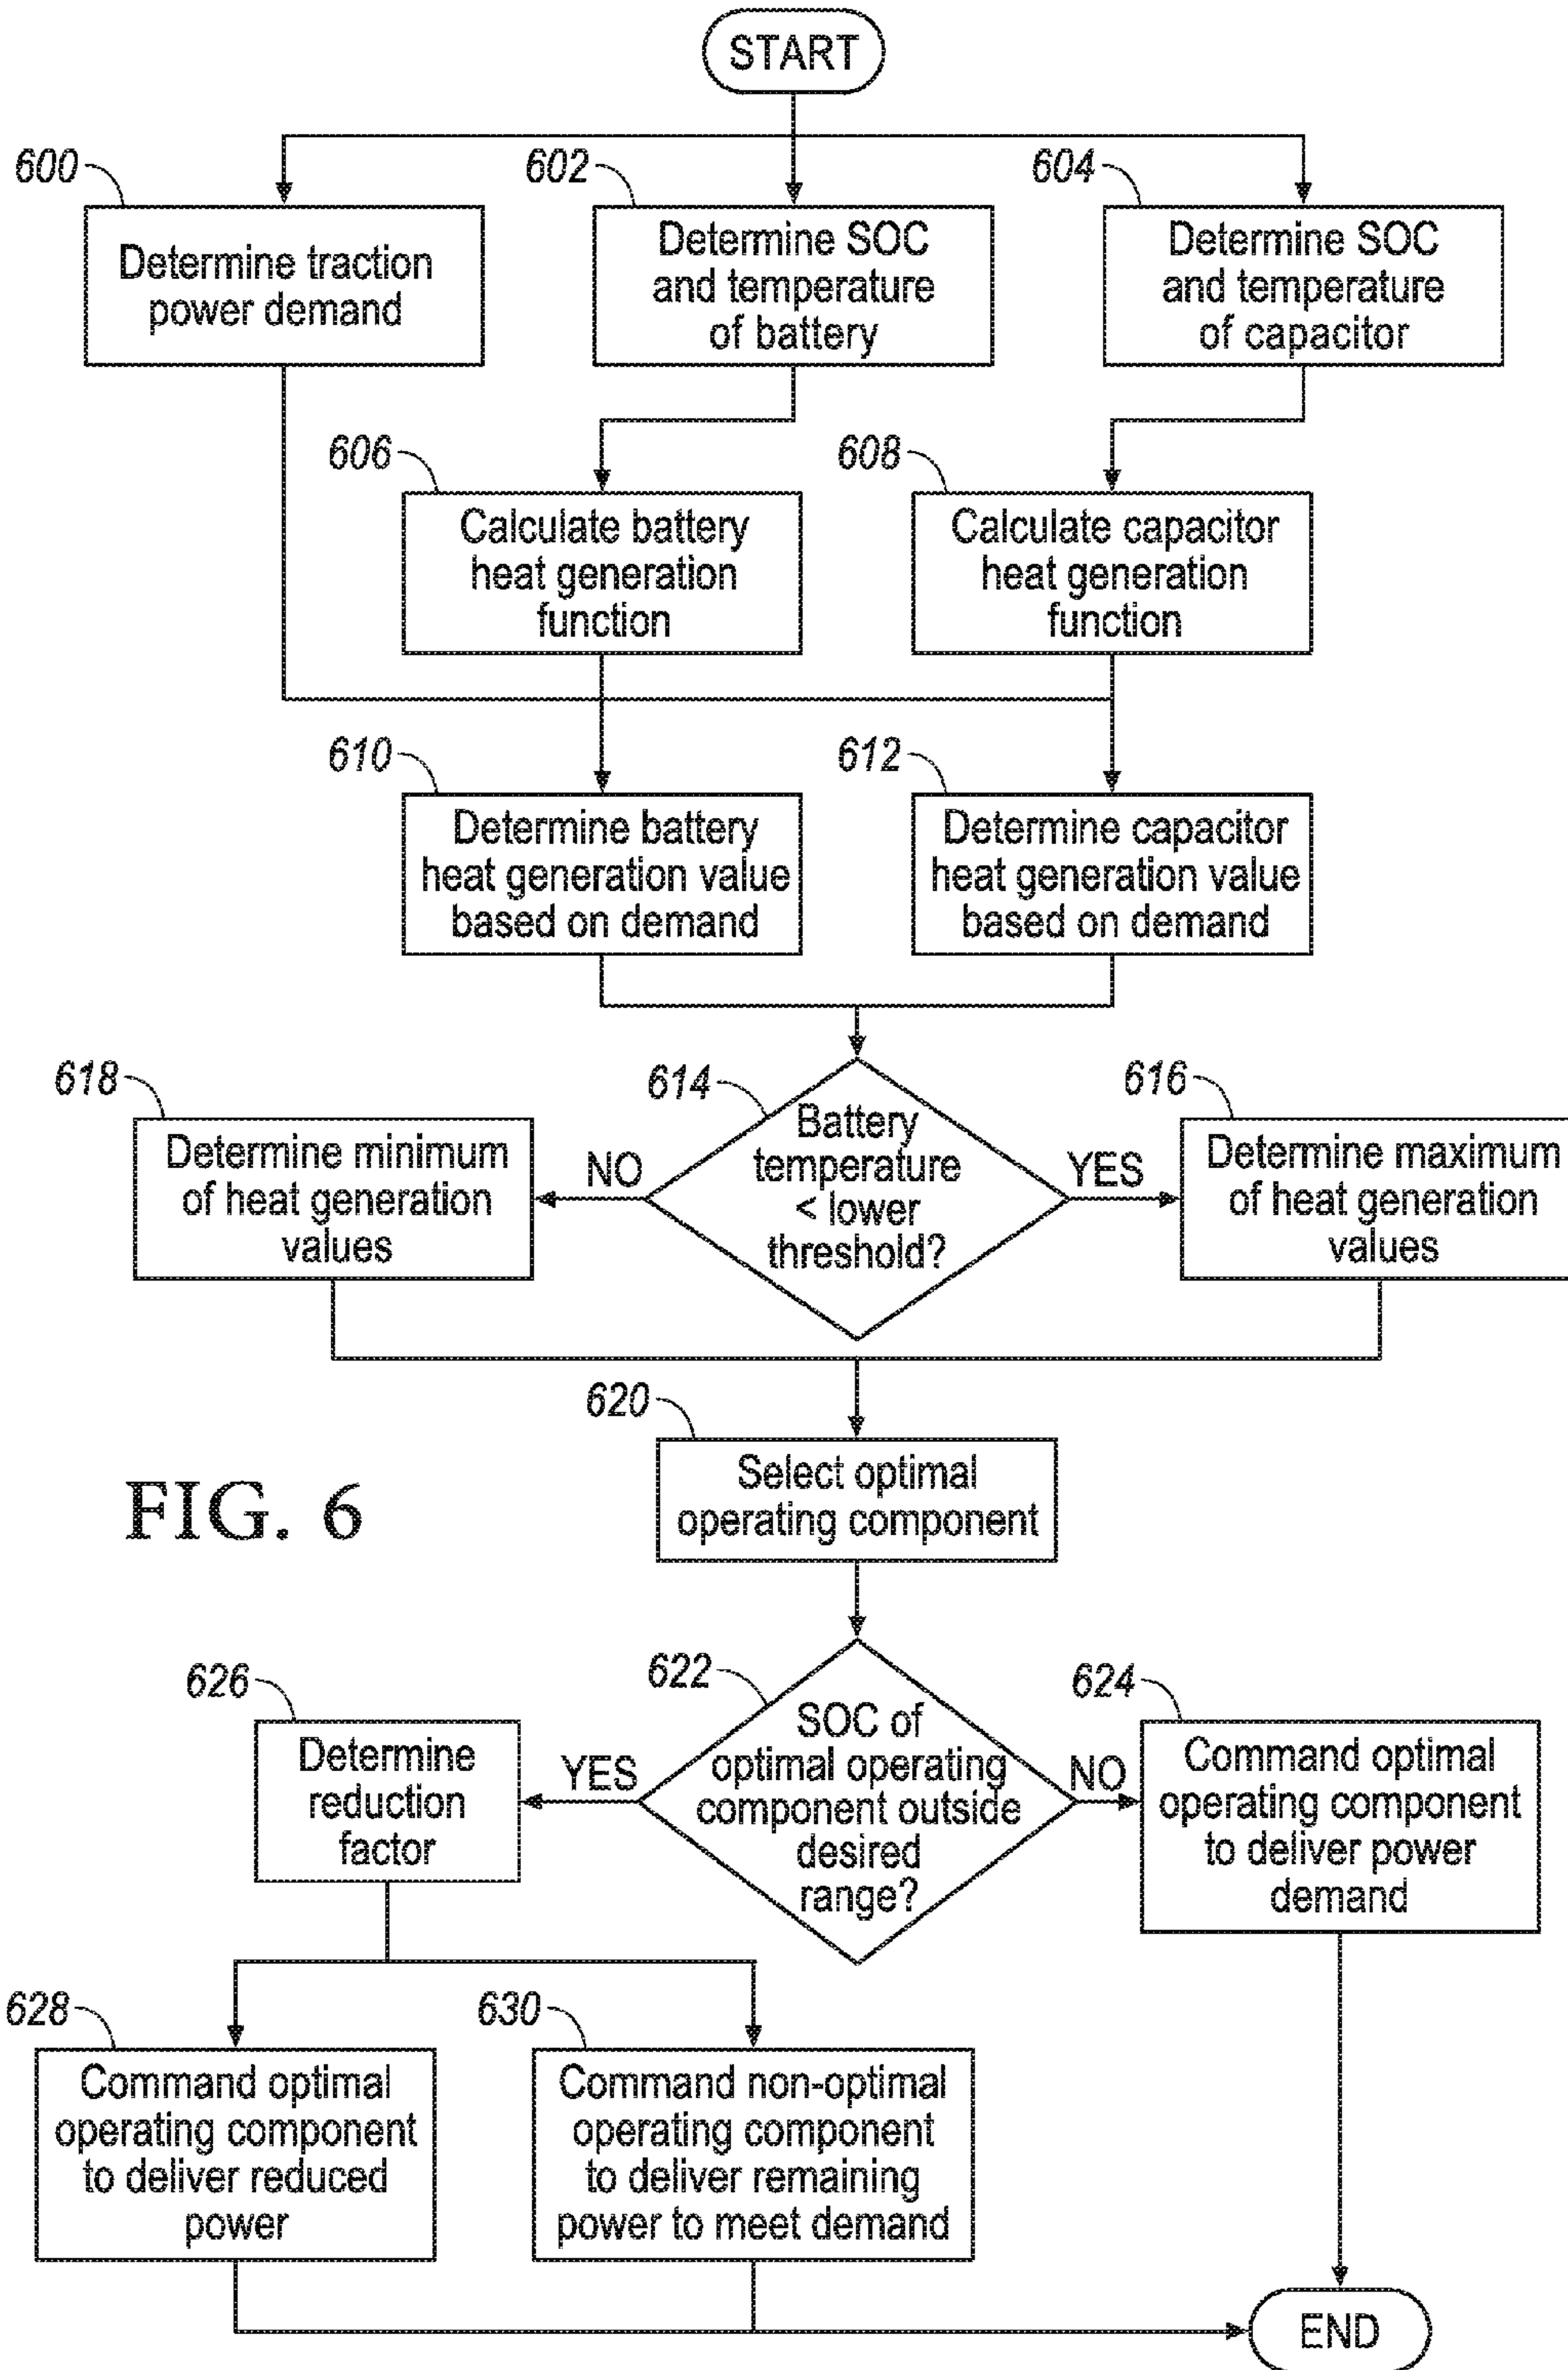 START
600
602
604
Determine traction
power demand
Determine SOC
and temperature
of battery
Determine SOC
and temperature
of capacitor
606
608
Calculate battery
heat generation
function
Calculate capacitor
heat generation
function
610
612
Determine battery
heat generation value
based on demand
Determine capacitor
heat generation value
based on demand
618
614
616
Determine minimum
of heat generation
values
NO
Battery
temperature
< lower
threshold?
YES
Determine maximum
of heat generation
values
620
Select optimal
operating component
FIG. 6
626
622
624
Determine
reduction
factor
YES
SOC of
optimal operating
component outside
desired
range?
NO
Command optimal
operating component
to deliver power
demand
628
630
Command optimal
operating component
to deliver reduced
power
Command non-optimal
operating component
to deliver remaining
power to meet demand
END